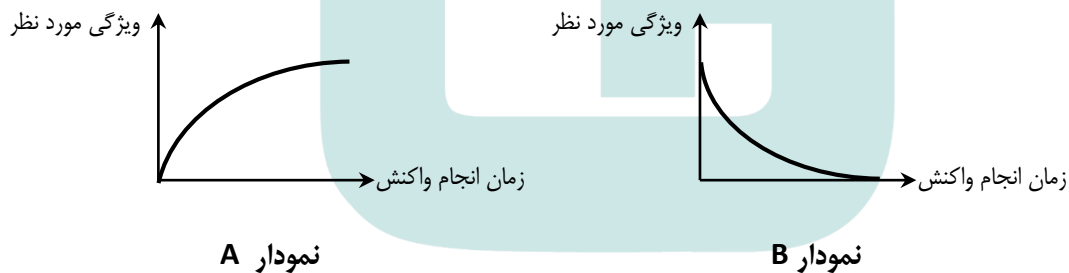 ویژگی مورد نظر
زمان انجام واکنش
نمودار B
ویژگی مورد نظر
زمان انجام واکنش
نمودار A